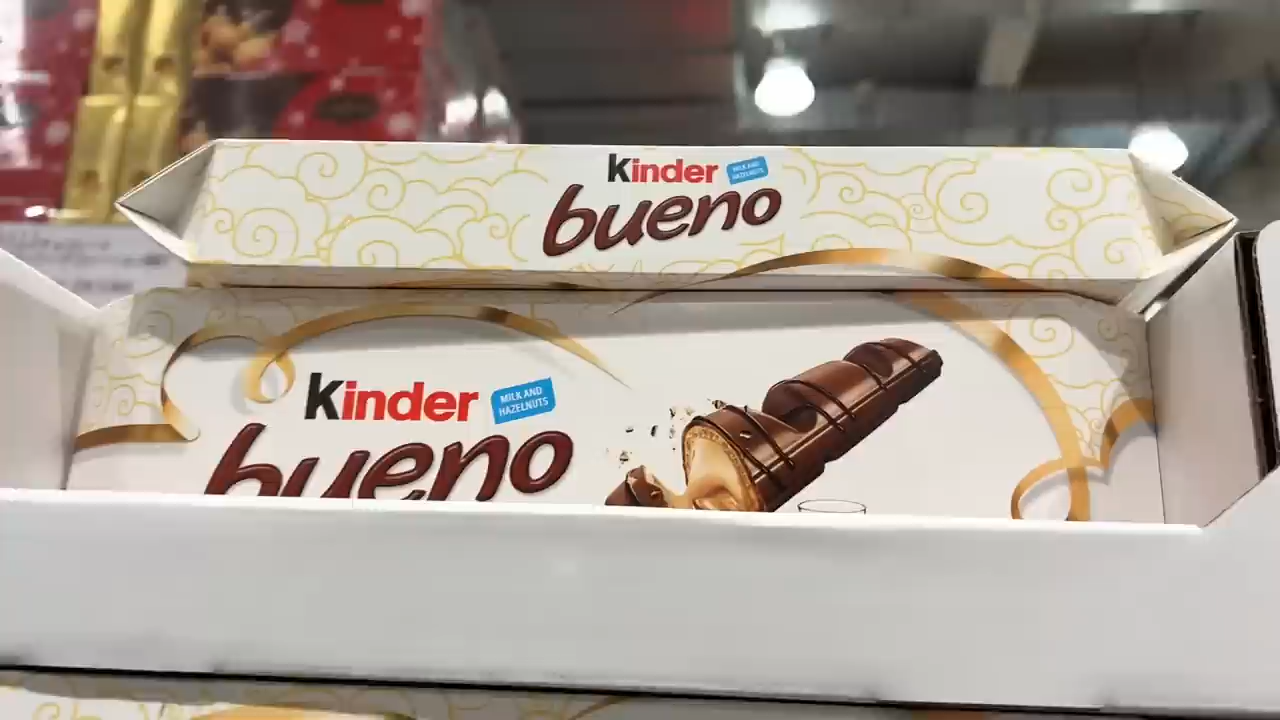 Kinder
MILK AND
HAZELNUTS
bueno
Kinder
MILK AND
HAZELNUTS
bueno